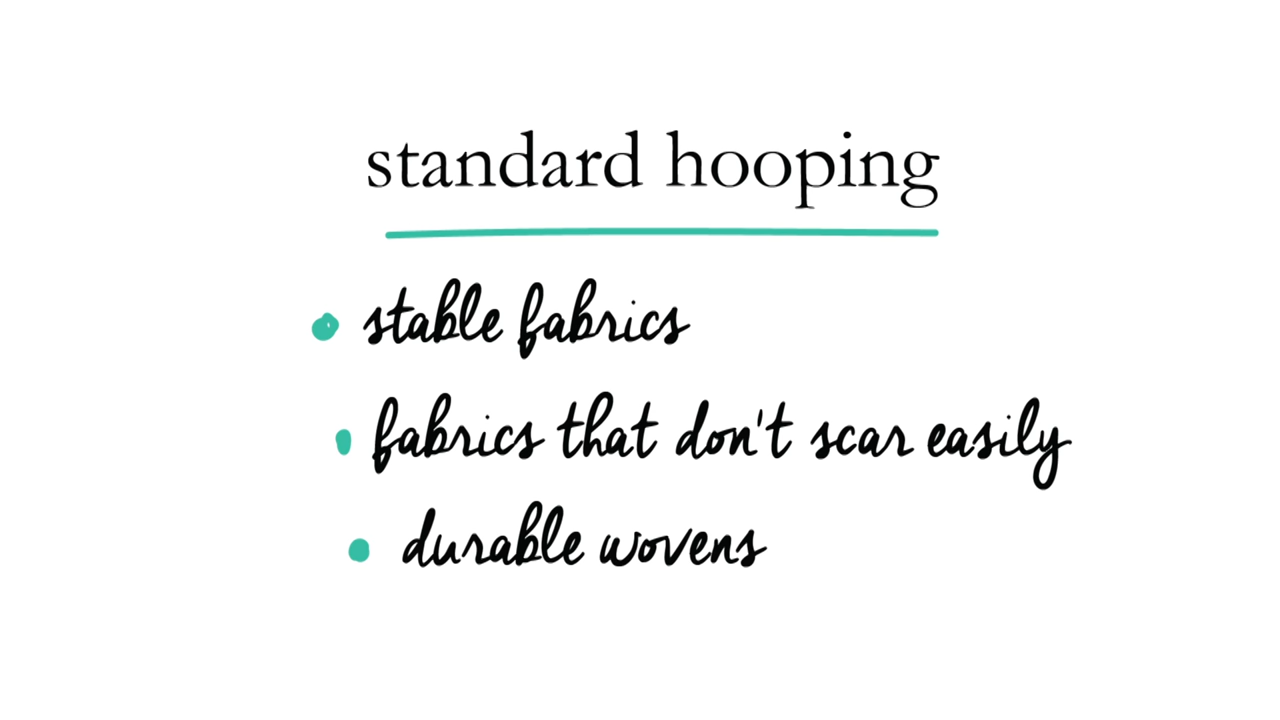 standard hooping
stable fabrics
fabrics that don't scar easily
durable wovens